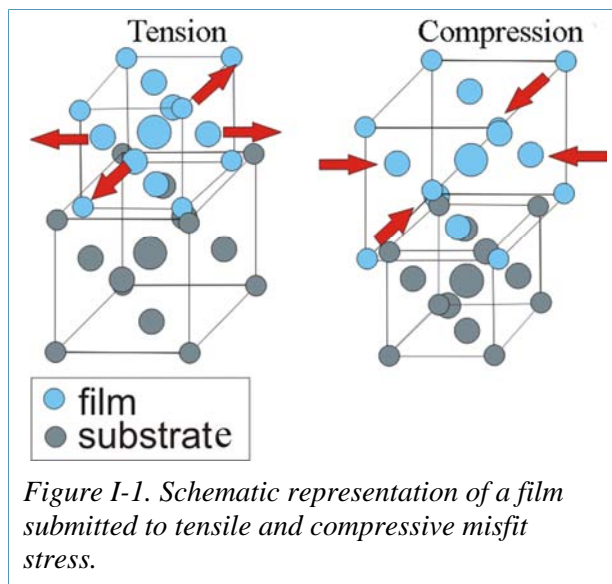 Tension
Compression
film
substrate
Figure I-1. Schematic representation of a film
submitted to tensile and compressive misfit
stress.